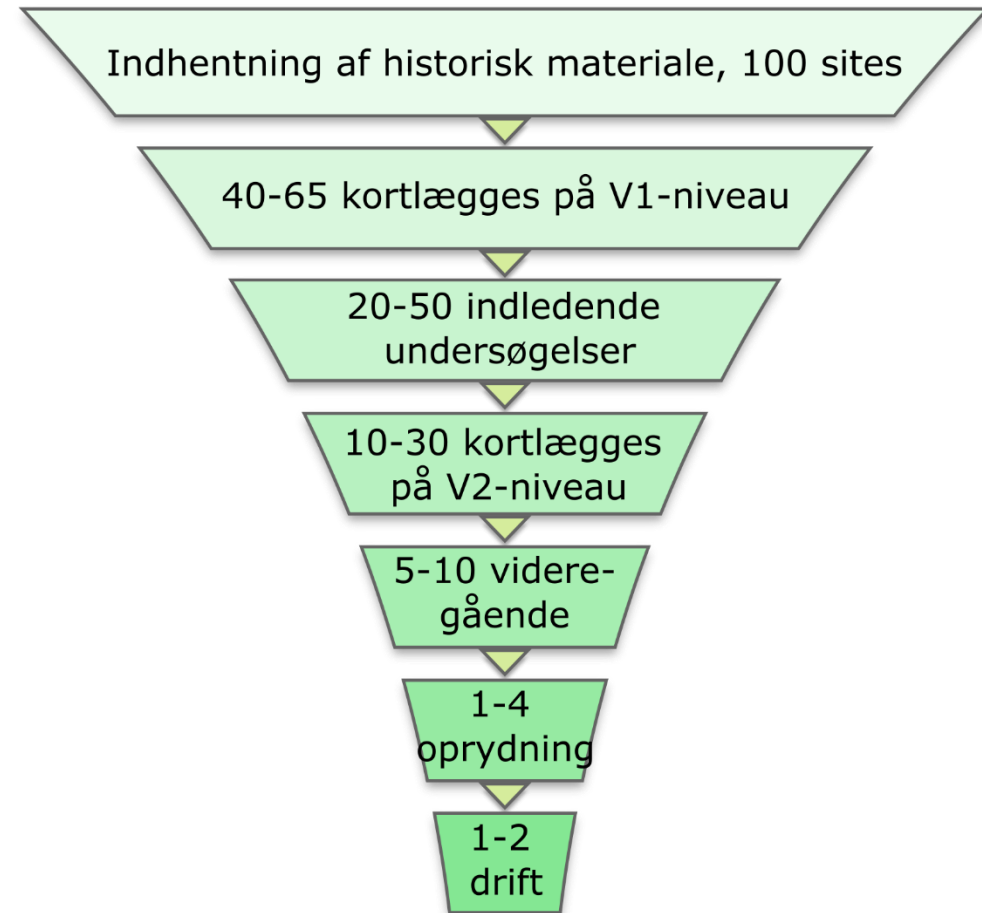 Indhentning af historisk materiale, 100 sites
40-65 kortlægges på V1-niveau
20-50 indledende
undersøgelser
10-30 kortlægges
på V2-niveau
5-10 videre-
gående
1-4
oprydning
1-2
drift